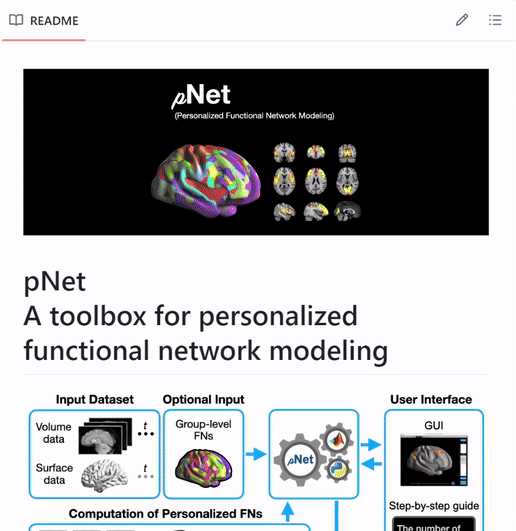 README
pNet
(Personalized Functional Network Modeling)
pNet
A toolbox for personalized
functional network modeling
Input Dataset
Optional Input
User Interface
Volume
data
t
Surface
data
t
Group-level
FNs
pNet
GUI
Step-by-step guide
The number of
Computation of Personalized FNs